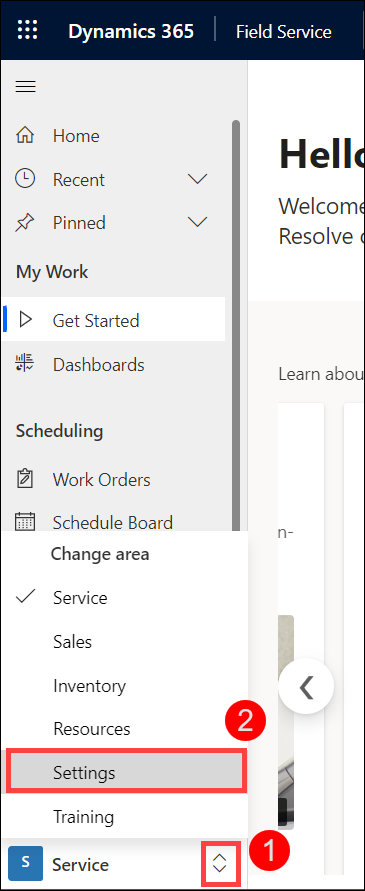 Dynamics 365 Field Service
Home
Recent
Pinned
My Work
Get Started
Dashboards
Scheduling
Work Orders
Schedule Board
Change area
Service
Sales
Inventory
Resources
2
Settings
Training
S Service
1
Hello
Welcome
Resolve
Learn abou
n-